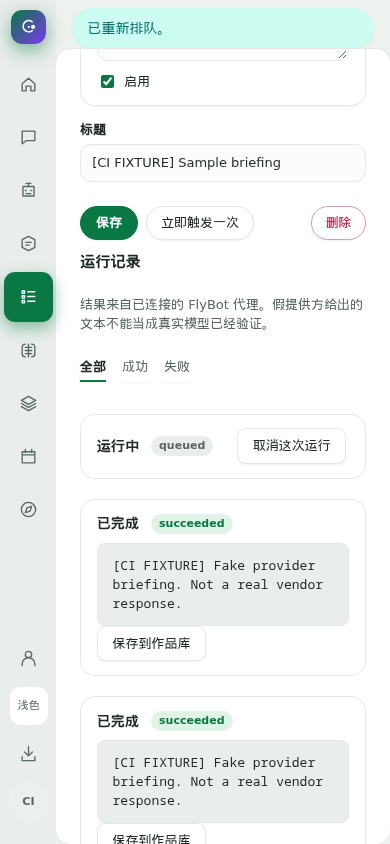 已重新排队。
启用
标题
[CI FIXTURE] Sample briefing
保存
立即触发一次
删除
运行记录
结果来自已连接的 FlyBot 代理。假提供方给出的
文本不能当成真实模型已经验证。
全部
成功
失败
运行中
queued
取消这次运行
已完成
succeeded
[CI FIXTURE] Fake provider
briefing. Not a real vendor
response.
保存到作品库
已完成
succeeded
[CI FIXTURE] Fake provider
briefing. Not a real vendor
response.
保存到作品库
浅色
CI